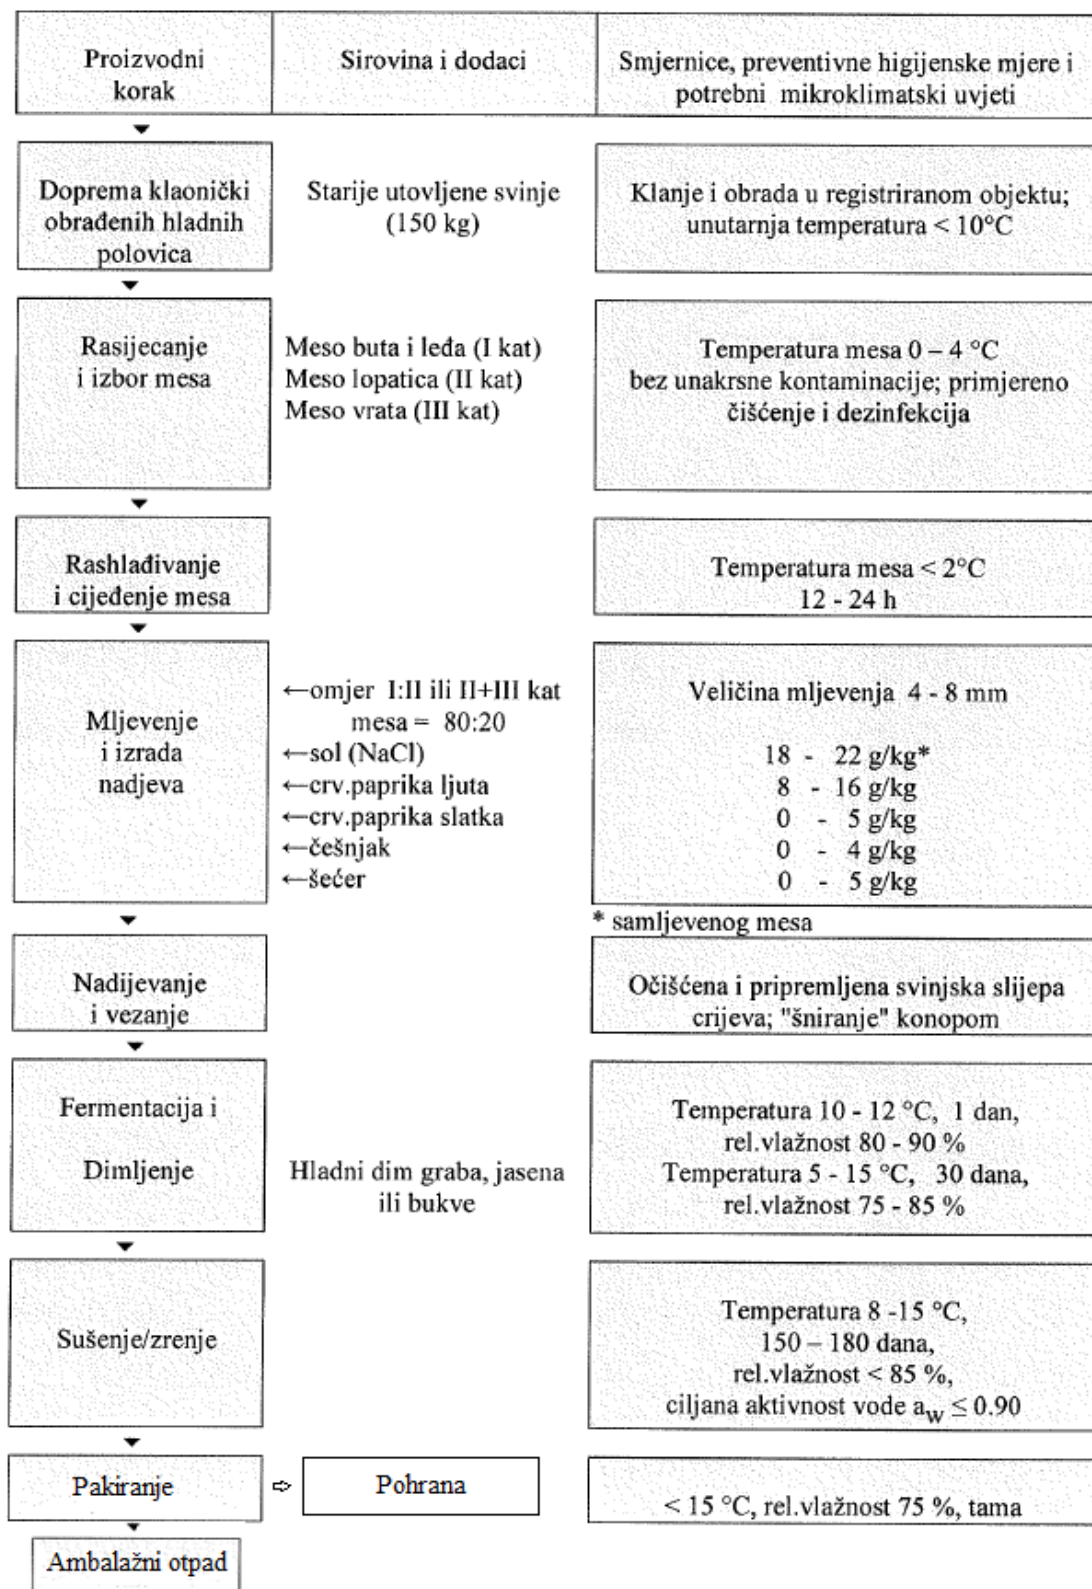 Proizvodni
korak
Sirovina i dodaci
Smjernice, preventivne higijenske mjere i
potrebni mikroklimatski uvjeti
Doprema klaonički
obrađenih hladnih
polovica
Starije utovljene svinje
(150 kg)
Klanje i obrada u registriranom objektu;
unutarnja temperatura < 10°C
Rasijecanje
i izbor mesa
Meso buta i leđa (I kat)
Meso lopatica (II kat)
Meso vrata (III kat)
Temperatura mesa 0 – 4 °C
bez unakrsne kontaminacije; primjereno
čišćenje i dezinfekcija
Rashlađivanje
i cijeđenje mesa
Temperatura mesa < 2°C
12 - 24 h
Mljevenje
i izrada
nadjeva
←omjer I:II ili II+III kat
mesa = 80:20
←sol (NaCl)
←crv.paprika ljuta
←crv.paprika slatka
←češnjak
←šećer
Veličina mljevenja 4 - 8 mm
18 - 22 g/kg*
8 - 16 g/kg
0 - 5 g/kg
0 - 4 g/kg
0 - 5 g/kg
* samljevenog mesa
Nadijevanje
i vezanje
Očišćena i pripremljena svinjska slijepa
crijeva; "šniranje" konopom
Fermentacija i
Dimljenje
Hladni dim graba, jasena
ili bukve
Temperatura 10 - 12 °C, 1 dan,
rel.vlažnost 80 - 90 %
Temperatura 5 - 15 °C, 30 dana,
rel.vlažnost 75 - 85 %
Sušenje/zrenje
Temperatura 8 -15 °C,
150 – 180 dana,
rel.vlažnost < 85 %,
ciljana aktivnost vode aw ≤ 0.90
Pakiranje
⇨
Pohrana
< 15 °C, rel.vlažnost 75 %, tama
Ambalažni otpad